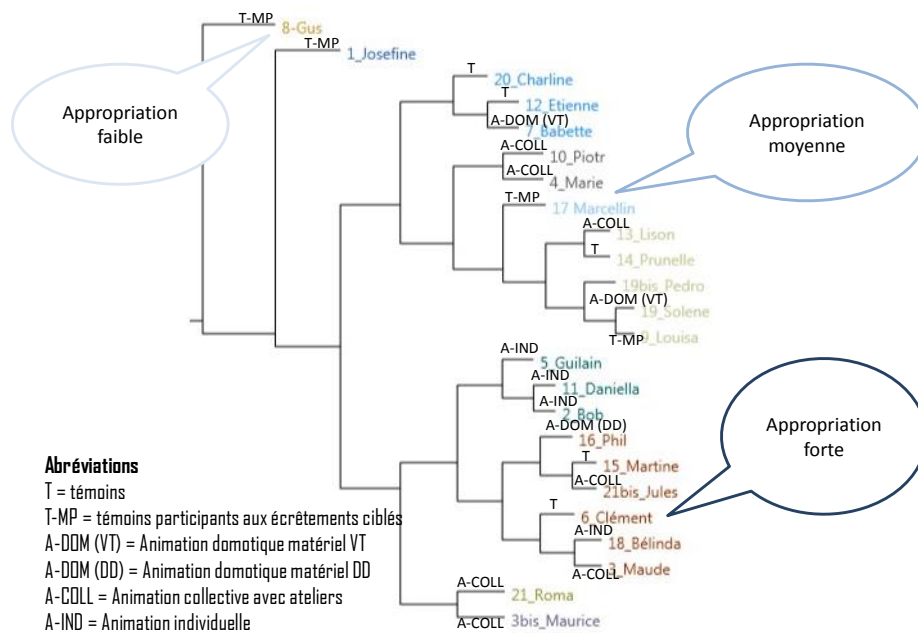 T-MP
8-Gus
T-MP
1_Josefine
Appropriation
faible
T
20_Charline
T
12_Etienne
A-DOM (VT)
7_Babette
A-COLL
10_Piotr
A-COLL
4_Marie
Appropriation
moyenne
T-MP
17 Marcellin
A-COLL
13_Lison
T
14_Prunelle
19bis_Pedro
A-DOM (VT)
19_Solene
T-MP
9_Louisa
A-IND
5_Guilain
A-IND
11_Daniella
A-IND
2_Bob
A-DOM (DD)
16_Phil
T
15_Martine
A-COLL
21bis_Jules
Appropriation
forte
T
6_Clément
A-IND
18_Bélinda
A-COLL
3_Maude
A-COLL
21_Roma
A-COLL
3bis_Maurice
Abréviations
T = témoins
T-MP = témoins participants aux écrêtements ciblés
A-DOM (VT) = Animation domotique matériel VT
A-DOM (DD) = Animation domotique matériel DD
A-COLL = Animation collective avec ateliers
A-IND = Animation individuelle